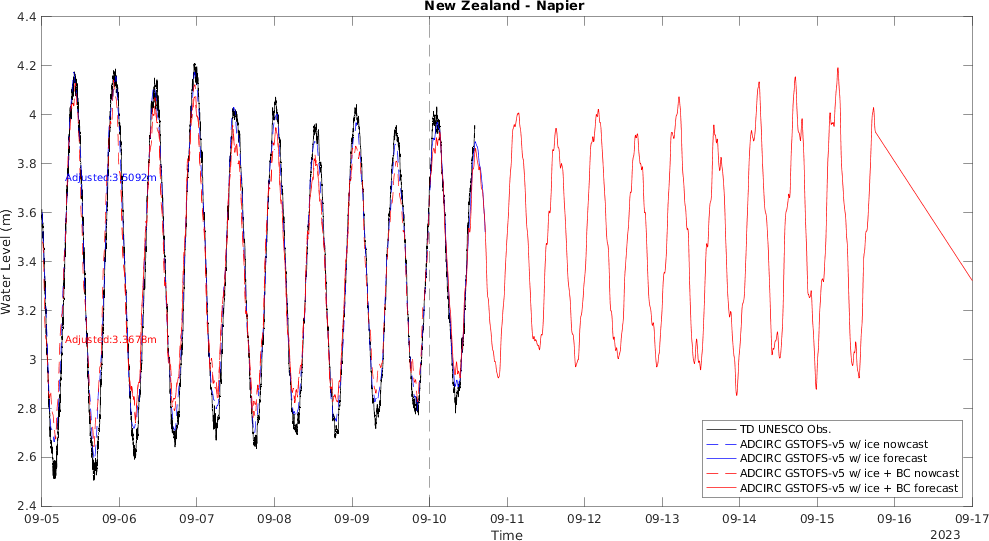 New Zealand - Napier
4.4
4.2
4
3.8
3.6
3.4
3.2
3
2.8
2.6
2.4
Water Level (m)
Adjusted:3.5092m
Adjusted:3.3678m
TD UNESCO Obs.
ADCIRC GSTOFS-v5 w/ ice nowcast
ADCIRC GSTOFS-v5 w/ ice forecast
ADCIRC GSTOFS-v5 w/ ice + BC nowcast
ADCIRC GSTOFS-v5 w/ ice + BC forecast
09-05 09-06 09-07 09-08 09-09 09-10 09-11 09-12 09-13 09-14 09-15 09-16 09-17
Time
2023